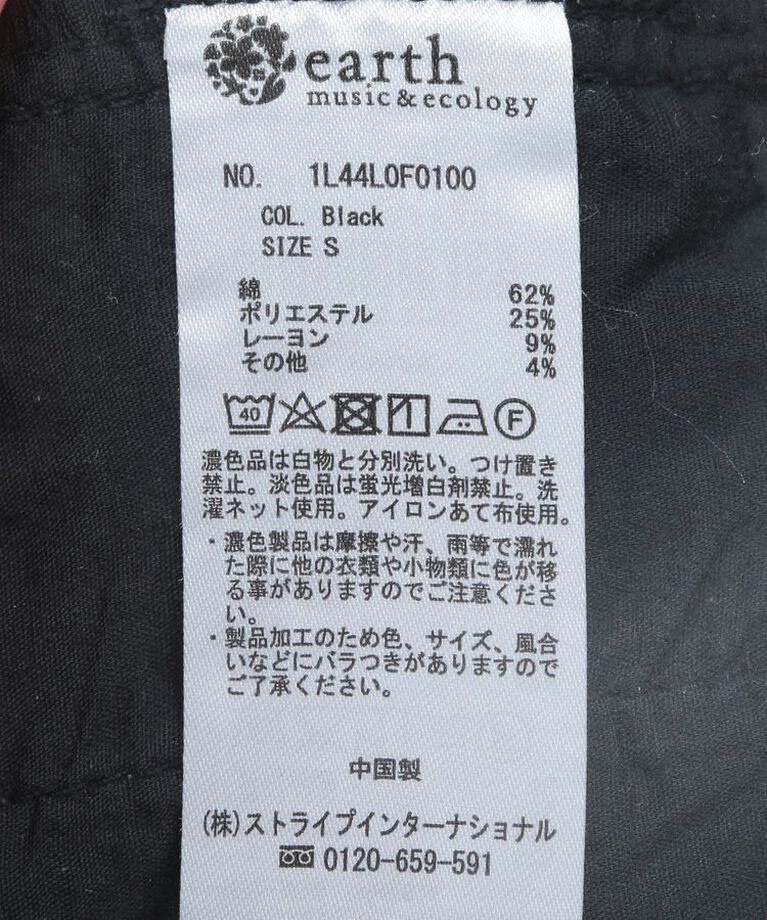 earth
music&ecology
NO. 1L44L0F0100
COL. Black
SIZE S
綿 62%
ポリエステル 25%
レーヨン 9%
その他 4%
40 F
濃色品は白物と分別洗い。つけ置き
禁止。淡色品は蛍光増白剤禁止。洗
濯ネット使用。アイロンあて布使用。
・濃色製品は摩擦や汗、雨等で濡れ
た際に他の衣類や小物類に色が移
る事がありますのでご注意くださ
い。
・製品加工のため色、サイズ、風合
いなどにバラつきがありますので
ご了承ください。
中国製
(株)ストライプインターナショナル
0120-659-591